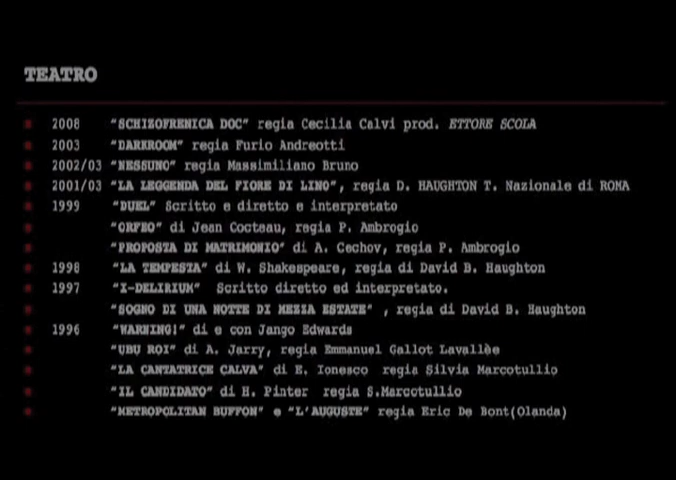 TEATRO
2008 "SCHIZOFRENICA DOC" regia Cecilia Calvi prod. ETTORE SCOLA
2003 "DARKROOM" regia Furio Andreotti
2002/03 "NESSUNO" regia Massimiliano Bruno
2001/03 "LA LEGGENDA DEL FIORE DI LINO", regia D. HAUGHTON T. Nazionale di ROMA
1999 "DUEL" Scritto e diretto e interpretato
"ORFEO" di Jean Cocteau, regia P. Ambrogio
"PROPOSTA DI MATRIMONIO" di A. Cechov, regia P. Ambrogio
1998 "LA TEMPESTA" di W. Shakespeare, regia di David B. Haughton
1997 "X-DELIRIUM" Scritto diretto ed interpretato.
"SOGNO DI UNA NOTTE DI MEZZA ESTATE" , regia di David B. Haughton
1996 "WARNING!" di e con Jango Edwards
"UBU ROI" di A. Jarry, regia Emmanuel Gallot Lavallèe
"LA CANTATRICE CALVA" di E. Ionesco regia Silvia Marcotullio
"IL CANDIDATO" di H. Pinter regia S.Marcotullio
"METROPOLITAN BUFFON" e "L'AUGUSTE" regia Eric De Bont(Olanda)